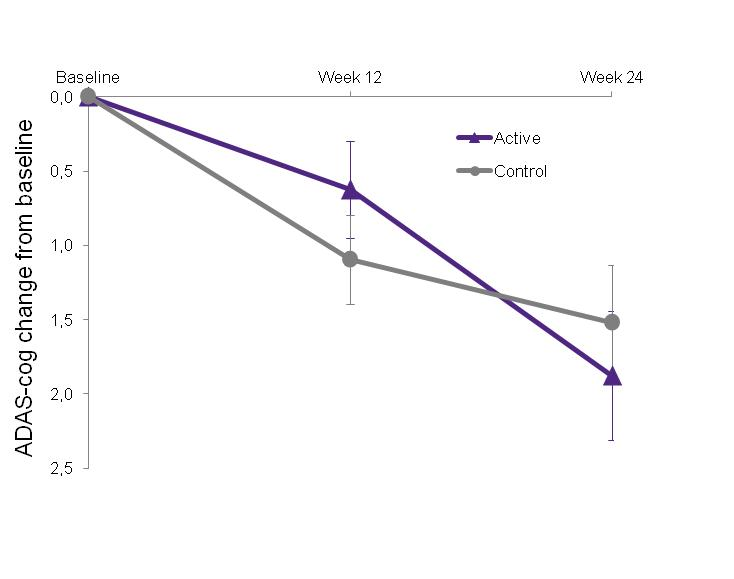 Baseline Week 12 Week 24
0,0
Active
0,5
Control
1,0
1,5
2,0
2,5
ADAS-cog change from baseline